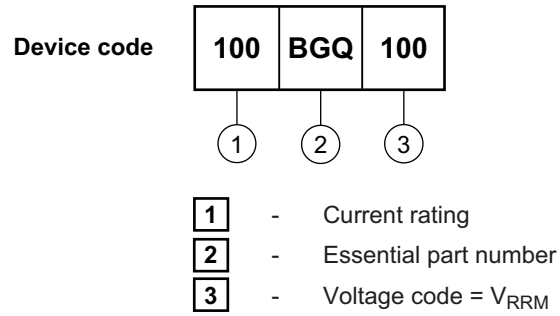 Device code 100 BGQ 100
1 2 3
1 - Current rating
2 - Essential part number
3 - Voltage code = VRRM